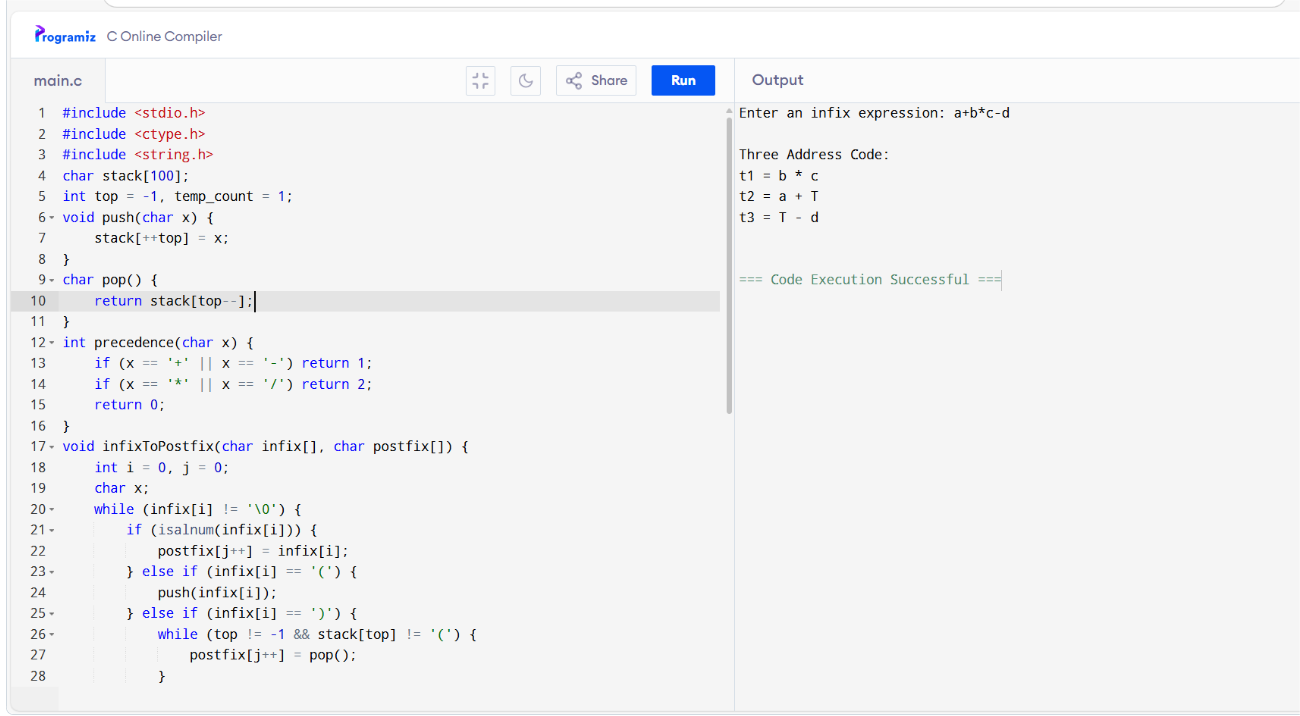 Programiz C Online Compiler
main.c
Share
Run
Output
1 #include <stdio.h>
2 #include <ctype.h>
3 #include <string.h>
4 char stack[100];
5 int top = -1, temp_count = 1;
6 void push(char x) {
7     stack[++top] = x;
8 }
9 char pop() {
10     return stack[top--];
11 }
12 int precedence(char x) {
13     if (x == '+' || x == '-') return 1;
14     if (x == '*' || x == '/') return 2;
15     return 0;
16 }
17 void infixToPostfix(char infix[], char postfix[]) {
18     int i = 0, j = 0;
19     char x;
20     while (infix[i] != '\0') {
21         if (isalnum(infix[i])) {
22             postfix[j++] = infix[i];
23         } else if (infix[i] == '(') {
24             push(infix[i]);
25         } else if (infix[i] == ')') {
26             while (top != -1 && stack[top] != '(') {
27                 postfix[j++] = pop();
28             }
Enter an infix expression: a+b*c-d
Three Address Code:
t1 = b * c
t2 = a + T
t3 = T - d
=== Code Execution Successful ===